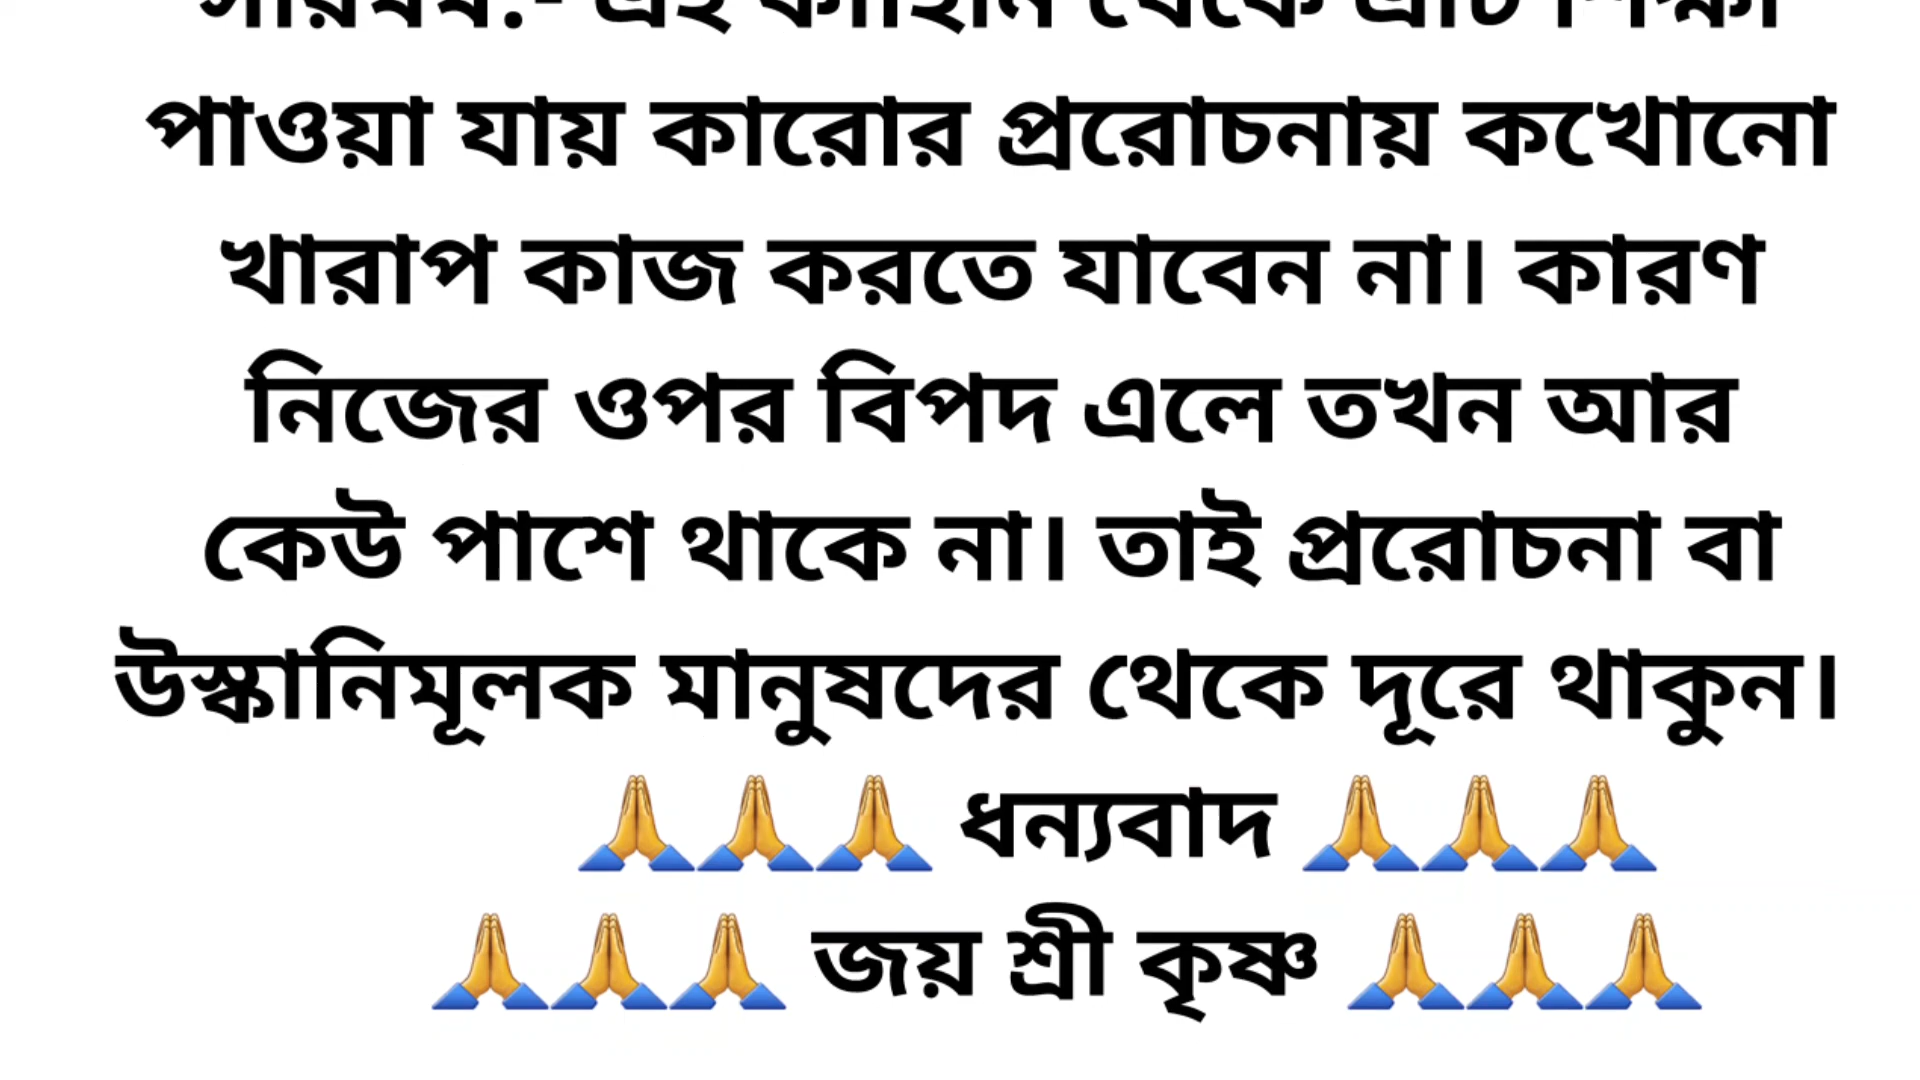 এই কাহিনি থেকে শিক্ষা
পাওয়া যায় কারোর প্ররোচনায় কখোনো
খারাপ কাজ করতে যাবেন না। কারণ
নিজের ওপর বিপদ এলে তখন আর
কেউ পাশে থাকে না। তাই প্ররোচনা বা
উস্কানিমূলক মানুষদের থেকে দূরে থাকুন।
🙏🙏🙏 ধন্যবাদ 🙏🙏🙏
🙏🙏🙏 জয় শ্রী কৃষ্ণ 🙏🙏🙏